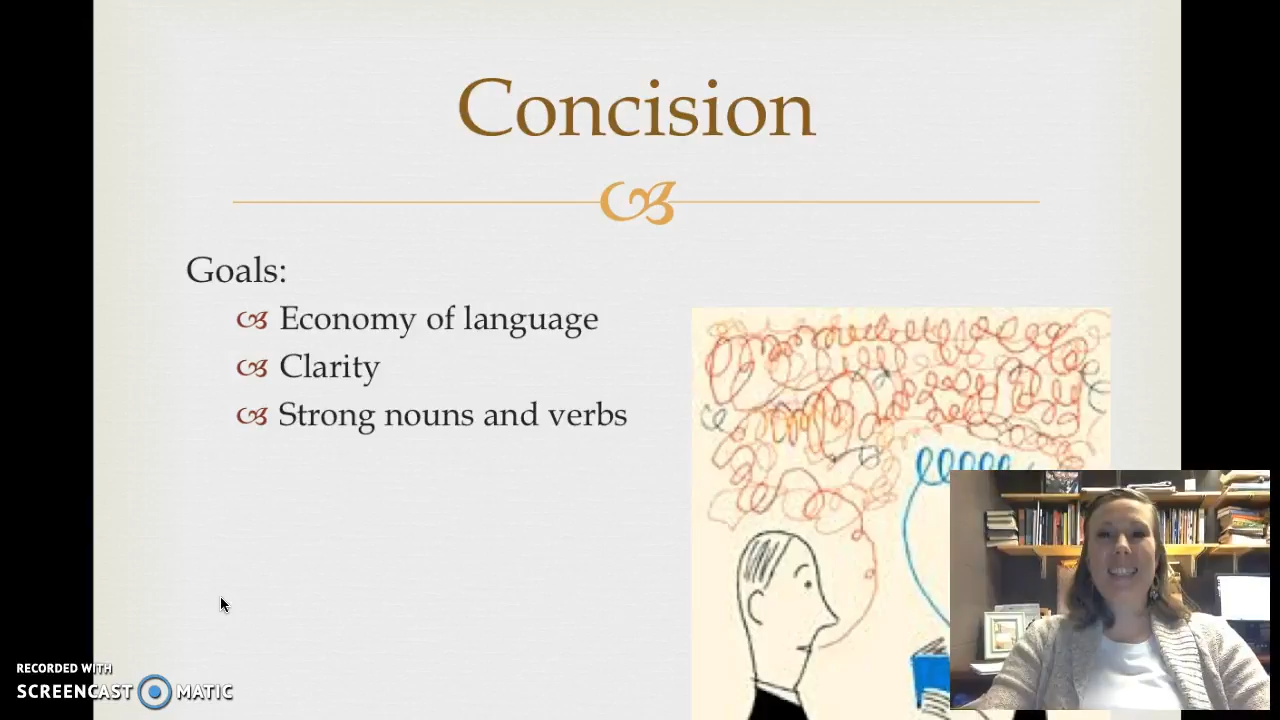 Concision
Goals:
Economy of language
Clarity
Strong nouns and verbs
RECORDED WITH
SCREENCAST MATIC